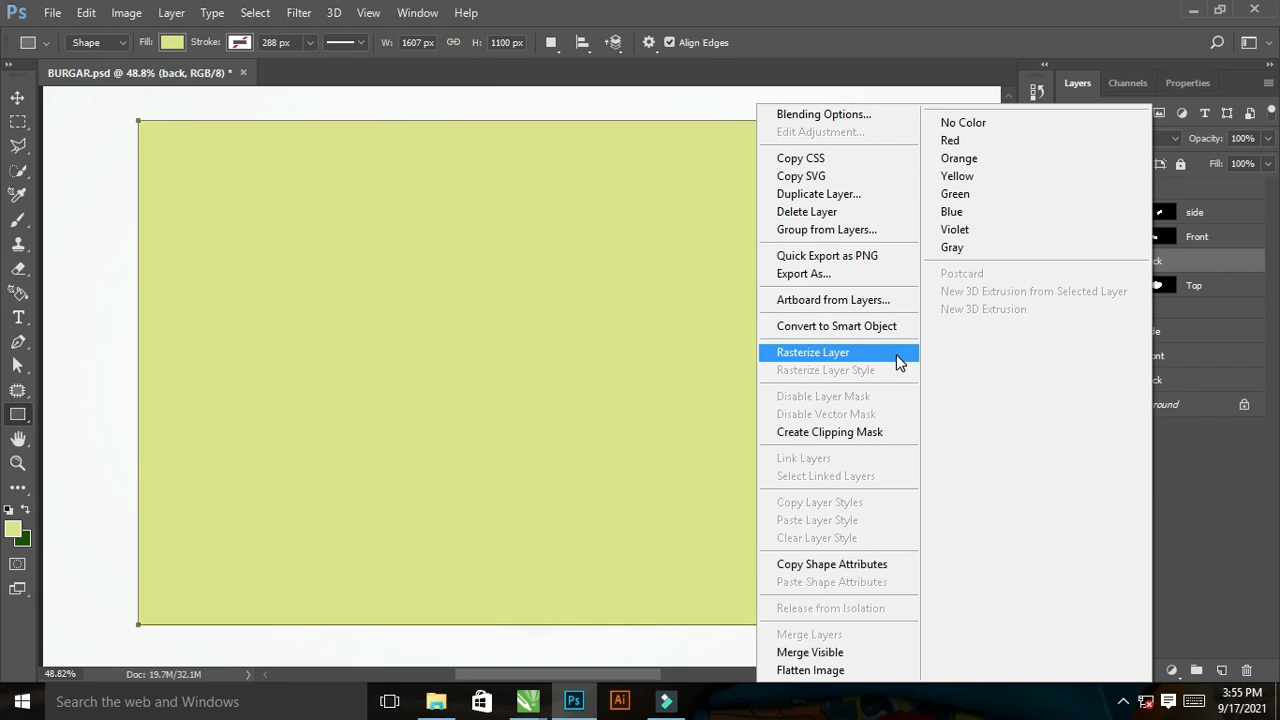 Ps File Edit Image Layer Type Select Filter 3D View Window Help
Shape Fill: Stroke: 288 px W: 1607 px H: 1100 px Align Edges
BURGAR.psd @ 48.8% (back, RGB/8) *
Layers Channels Properties
Opacity: 100%
Fill: 100%
side
Front
ck
Top
de
ont
ck
round
Blending Options...
Edit Adjustment...
Copy CSS
Copy SVG
Duplicate Layer...
Delete Layer
Group from Layers...
Quick Export as PNG
Export As...
Artboard from Layers...
Convert to Smart Object
Rasterize Layer
Rasterize Layer Style
Disable Layer Mask
Disable Vector Mask
Create Clipping Mask
Link Layers
Select Linked Layers
Copy Layer Styles
Paste Layer Style
Clear Layer Style
Copy Shape Attributes
Paste Shape Attributes
Release from Isolation
Merge Layers
Merge Visible
Flatten Image
No Color
Red
Orange
Yellow
Green
Blue
Violet
Gray
Postcard
New 3D Extrusion from Selected Layer
New 3D Extrusion
48.82% Doc: 19.7M/32.1M
Search the web and Windows
Ps
Ai
3:55 PM
9/17/2021